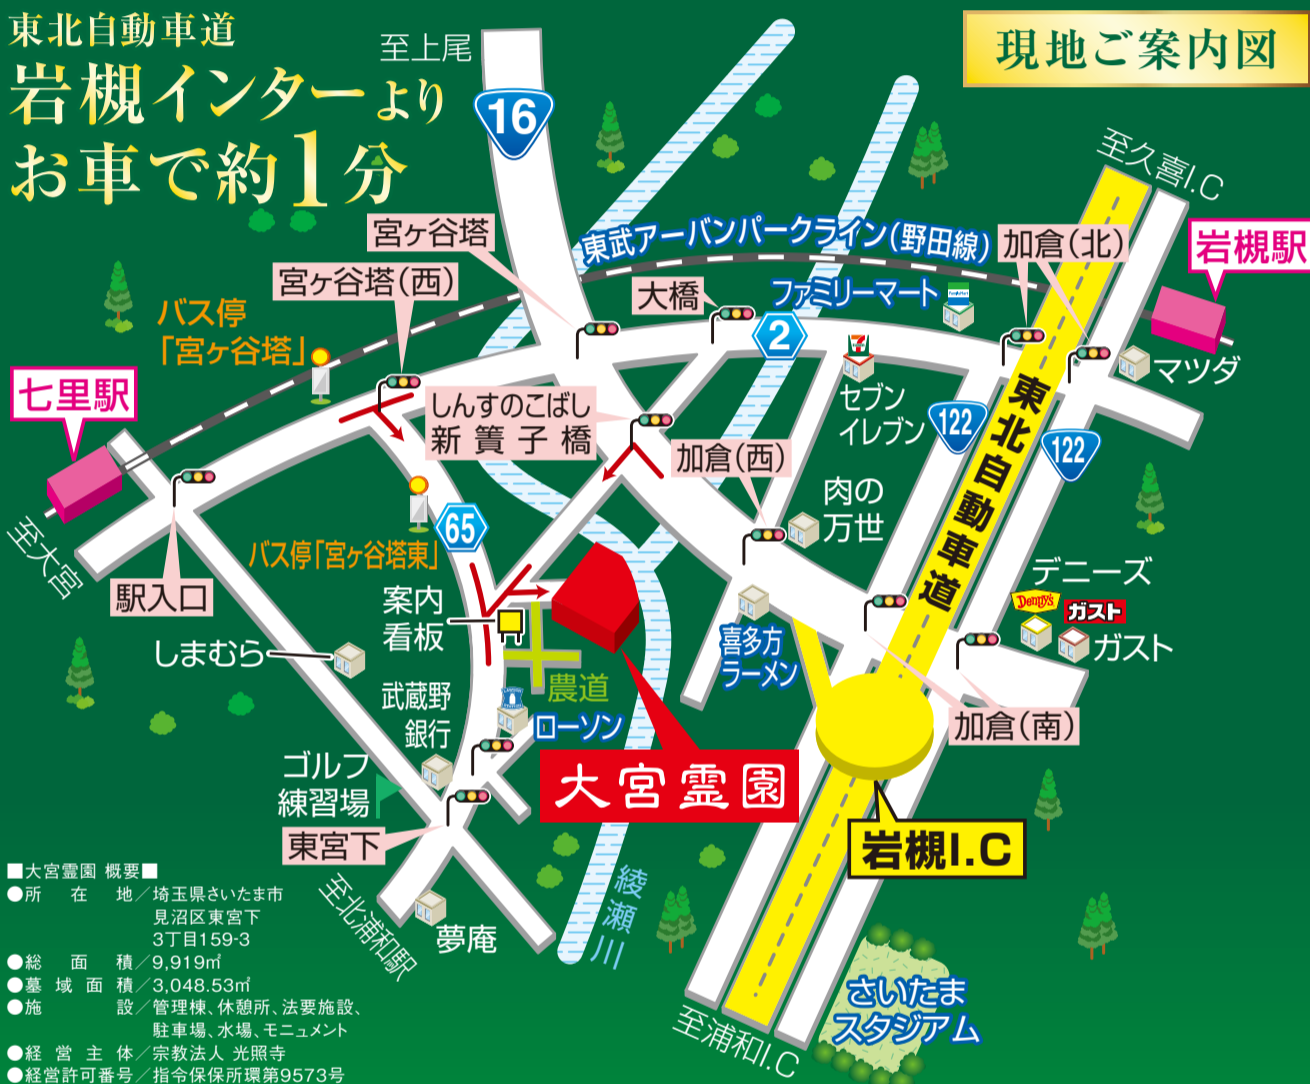 東北自動車道
岩槻インターより
お車で約1分
現地ご案内図
至上尾
16
至久喜I.C
宮ヶ谷塔
東武アーバンパークライン(野田線)
加倉(北)
岩槻駅
宮ヶ谷塔(西)
大橋
ファミリーマート
FamilyMart
バス停
「宮ヶ谷塔」
2
マツダ
七里駅
しんすのこばし
新簀子橋
セブン
イレブン
122
東北自動車道
122
加倉(西)
肉の
万世
至大宮
65
バス停「宮ヶ谷塔東」
駅入口
案内
看板
デニーズ
Denny's
ガスト
ガスト
しまむら
喜多方
ラーメン
農道
武蔵野
銀行
ローソン
加倉(南)
ゴルフ
練習場
大宮霊園
東宮下
岩槻I.C
至北浦和駅
夢庵
綾瀬川
さいたま
スタジアム
至浦和I.C
■大宮霊園 概要■
●所在地/埼玉県さいたま市
見沼区東宮下
3丁目159-3
●総面積/9,919㎡
●墓域面積/3,048.53㎡
●施設/管理棟、休憩所、法要施設、
駐車場、水場、モニュメント
●経営主体/宗教法人 光照寺
●経営許可番号/指令保保所環第9573号